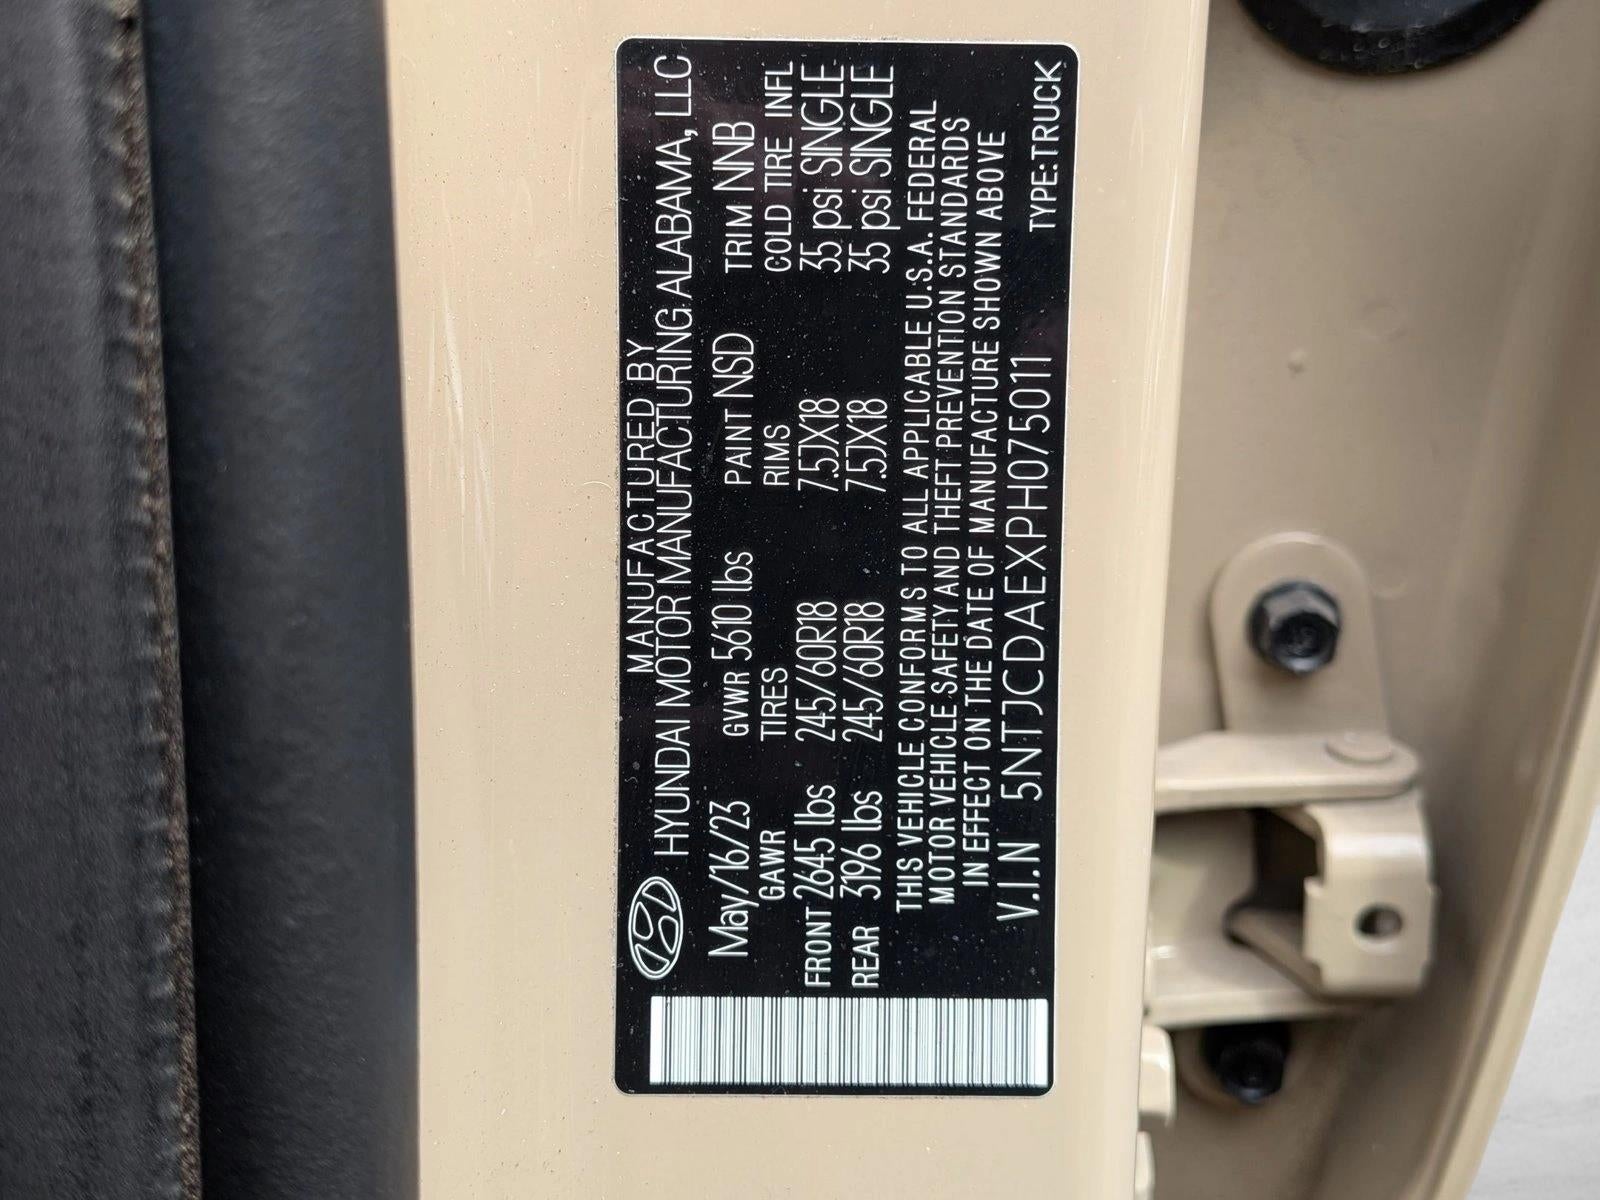 MANUFACTURED BY
HYUNDAI MOTOR MANUFACTURING ALABAMA, LLC
May/16/23 GVWR 5610 lbs PAINT NSD TRIM NNB
GAWR TIRES RIMS COLD TIRE INFL
FRONT 2645 lbs 245/60R18 7.5JX18 35 psi SINGLE
REAR 3196 lbs 245/60R18 7.5JX18 35 psi SINGLE
THIS VEHICLE CONFORMS TO ALL APPLICABLE U.S.A. FEDERAL
MOTOR VEHICLE SAFETY AND THEFT PREVENTION STANDARDS
IN EFFECT ON THE DATE OF MANUFACTURE SHOWN ABOVE
V.I.N 5NTJCDAEXPH075011 TYPE:TRUCK